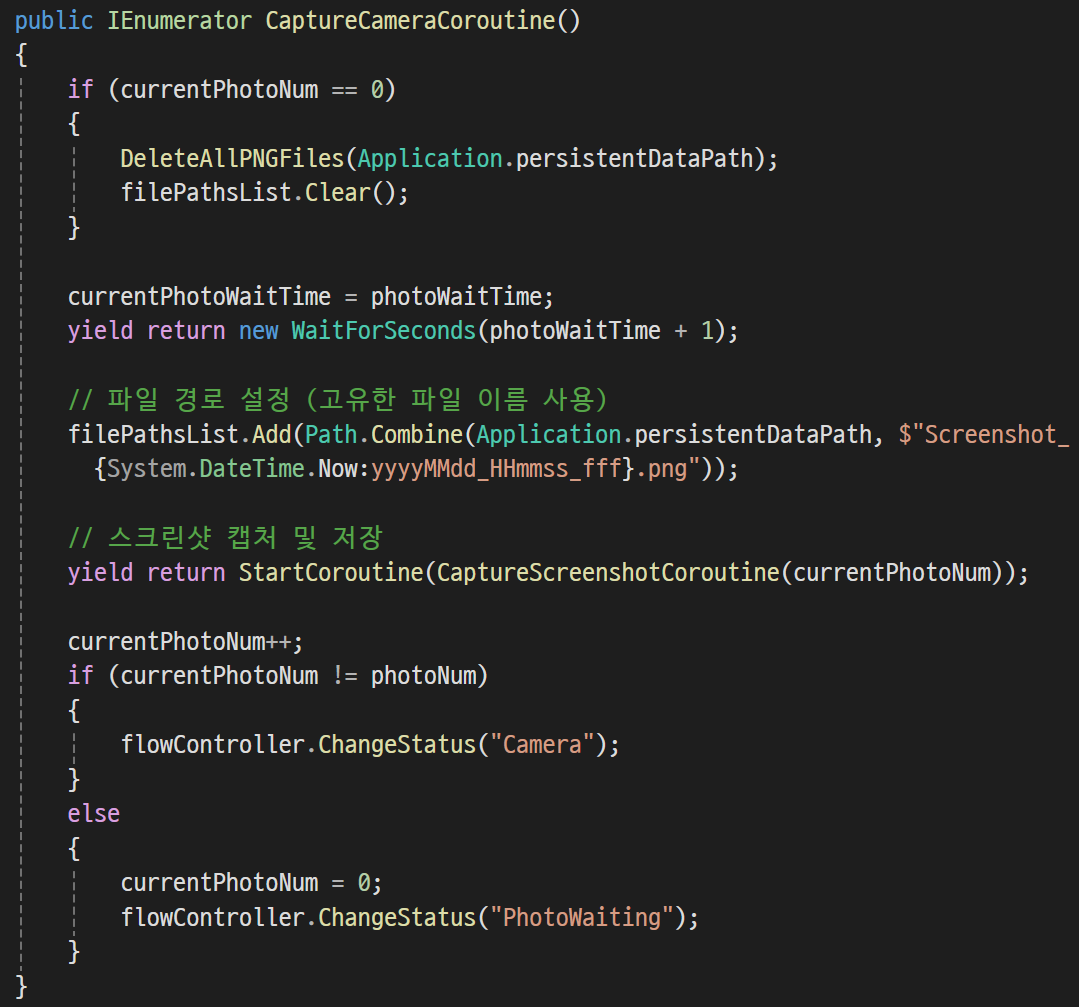 public IEnumerator CaptureCameraCoroutine()
{
if (currentPhotoNum == 0)
{
DeleteAllPNGFiles(Application.persistentDataPath);
filePathsList.Clear();
}
currentPhotoWaitTime = photoWaitTime;
yield return new WaitForSeconds(photoWaitTime + 1);
// 파일 경로 설정 (고유한 파일 이름 사용)
filePathsList.Add(Path.Combine(Application.persistentDataPath, $"Screenshot_
{System.DateTime.Now:yyyyMMdd_HHmmss_fff}.png"));
// 스크린샷 캡처 및 저장
yield return StartCoroutine(CaptureScreenshotCoroutine(currentPhotoNum));
currentPhotoNum++;
if (currentPhotoNum != photoNum)
{
flowController.ChangeStatus("Camera");
}
else
{
currentPhotoNum = 0;
flowController.ChangeStatus("PhotoWaiting");
}
}